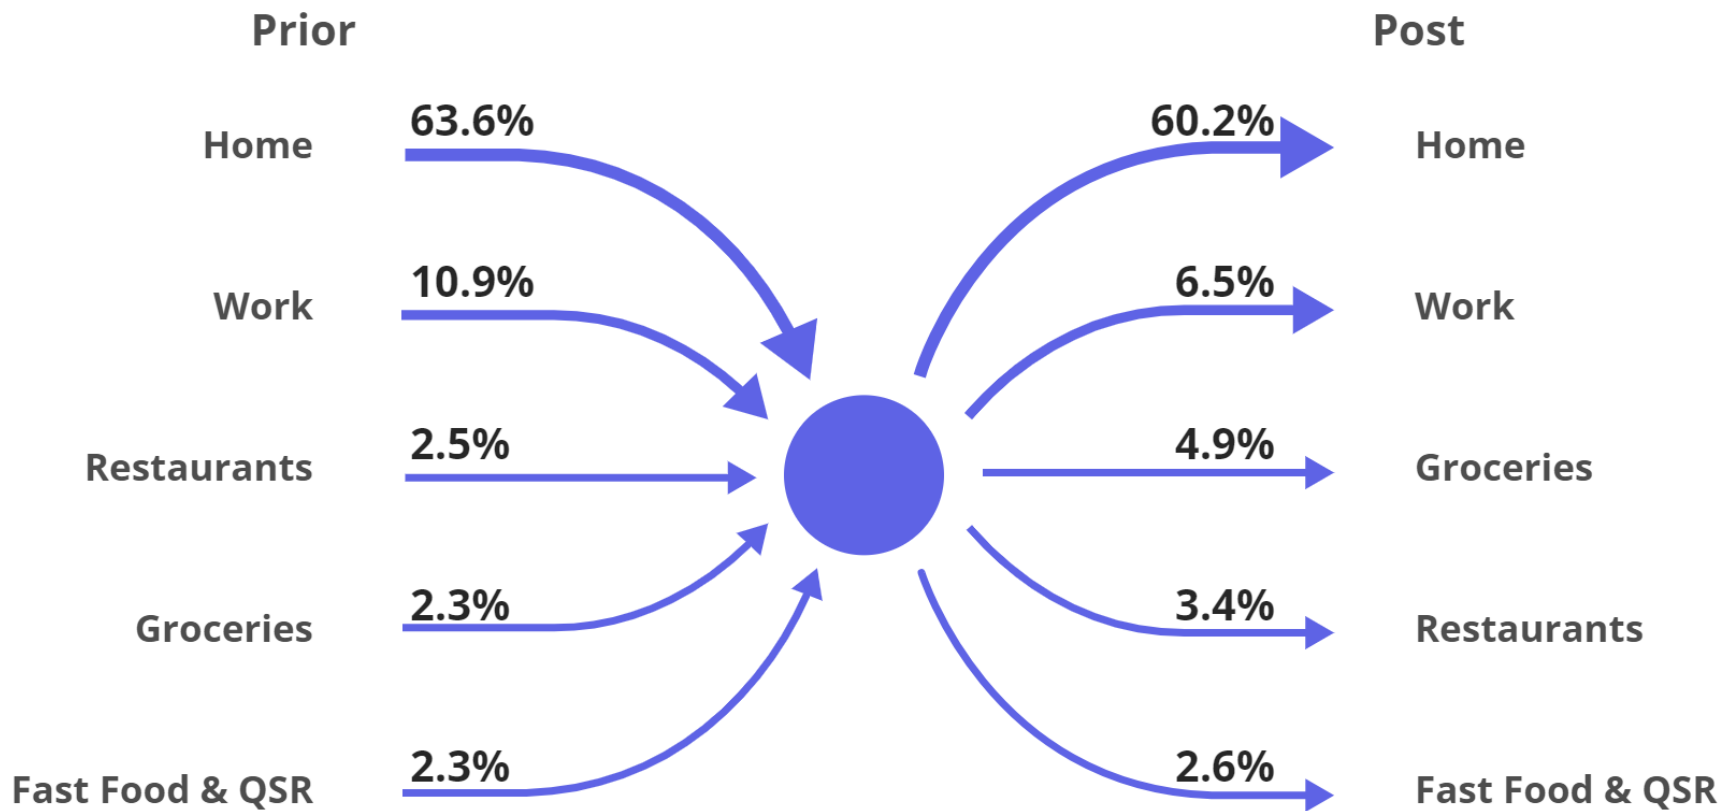 Prior
Post
Home
63.6%
60.2%
Home
Work
10.9%
6.5%
Work
Restaurants
2.5%
4.9%
Groceries
Groceries
2.3%
3.4%
Restaurants
Fast Food & QSR
2.3%
2.6%
Fast Food & QSR